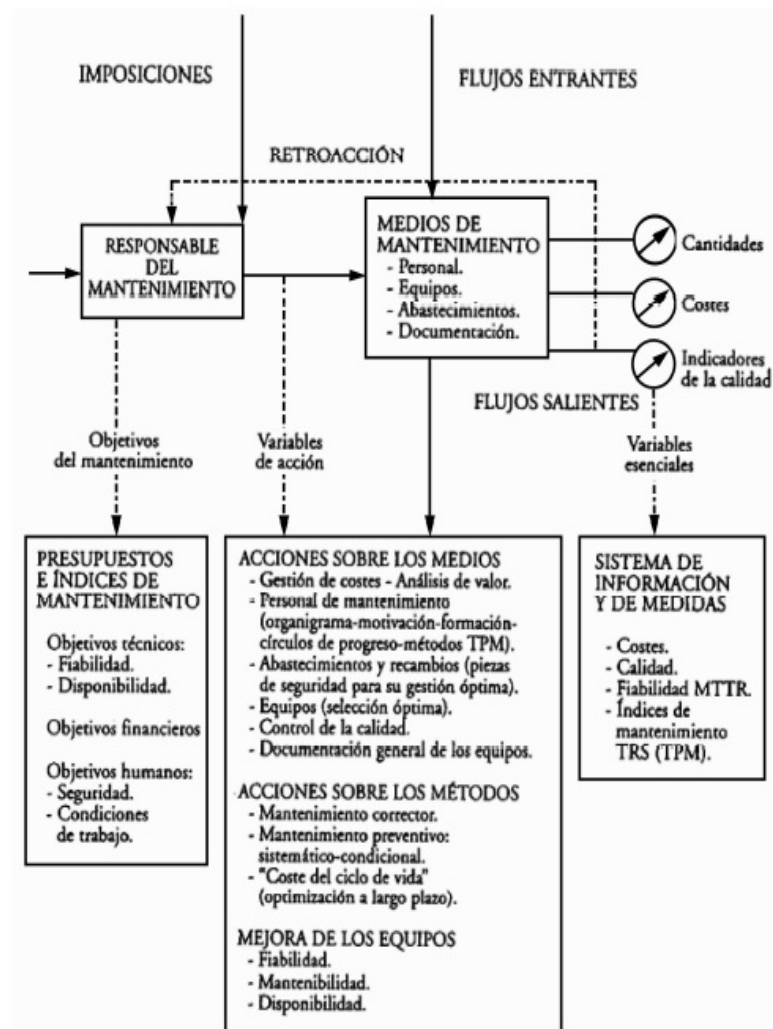 IMPOSICIONES
FLUJOS ENTRANTES
RETROACCIÓN
RESPONSABLE
DEL
MANTENIMIENTO
MEDIOS DE
MANTENIMIENTO
- Personal.
- Equipos.
- Abastecimientos.
- Documentación.
Cantidades
Costes
Indicadores
de la calidad
FLUJOS SALIENTES
Objetivos
del mantenimiento
Variables
de acción
Variables
esenciales
PRESUPUESTOS
E ÍNDICES DE
MANTENIMIENTO
Objetivos técnicos:
- Fiabilidad.
- Disponibilidad.
Objetivos financieros
Objetivos humanos:
- Seguridad.
- Condiciones
de trabajo.
ACCIONES SOBRE LOS MEDIOS
- Gestión de costes - Análisis de valor.
- Personal de mantenimiento
(organigrama-motivación-formación-
círculos de progreso-métodos TPM).
- Abastecimientos y recambios (piezas
de seguridad para su gestión óptima).
- Equipos (selección óptima).
- Control de la calidad.
- Documentación general de los equipos.
ACCIONES SOBRE LOS MÉTODOS
- Mantenimiento corrector.
- Mantenimiento preventivo:
sistemático-condicional.
- "Coste del ciclo de vida"
(optimización a largo plazo).
MEJORA DE LOS EQUIPOS
- Fiabilidad.
- Mantenibilidad.
- Disponibilidad.
SISTEMA DE
INFORMACIÓN
Y DE MEDIDAS
- Costes.
- Calidad.
- Fiabilidad MTTR.
- Índices de
mantenimiento
TRS (TPM).